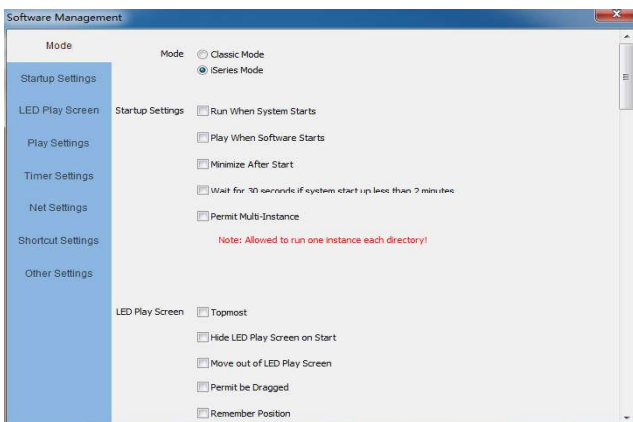 Software Management
Mode
Startup Settings
LED Play Screen
Play Settings
Timer Settings
Net Settings
Shortcut Settings
Other Settings
Mode
Classic Mode
iSeries Mode
Startup Settings
Run When System Starts
Play When Software Starts
Minimize After Start
Wait for 30 seconds if system start up less than 2 minutes
Permit Multi-Instance
Note: Allowed to run one instance each directory!
LED Play Screen
Topmost
Hide LED Play Screen on Start
Move out of LED Play Screen
Permit be Dragged
Remember Position